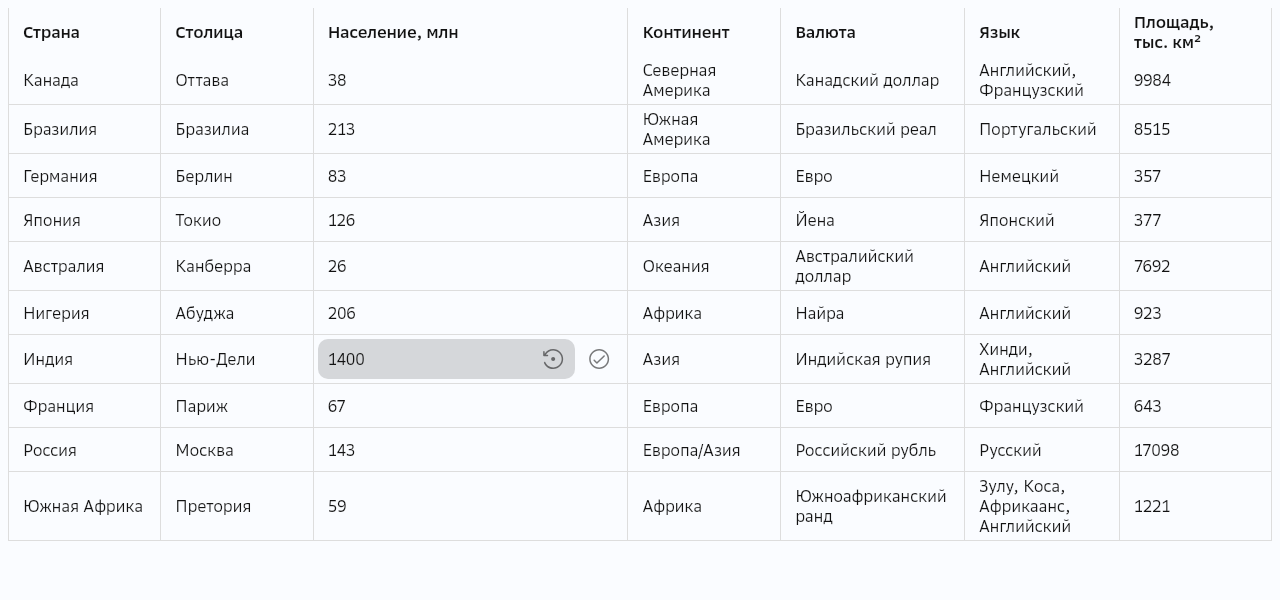 Страна Столица Население, млн Континент Валюта Язык Площадь, тыс. км²
Канада Оттава 38 Северная Америка Канадский доллар Английский, Французский 9984
Бразилия Бразилиа 213 Южная Америка Бразильский реал Португальский 8515
Германия Берлин 83 Европа Евро Немецкий 357
Япония Токио 126 Азия Йена Японский 377
Австралия Канберра 26 Океания Австралийский доллар Английский 7692
Нигерия Абуджа 206 Африка Найра Английский 923
Индия Нью-Дели 1400 Азия Индийская рупия Хинди, Английский 3287
Франция Париж 67 Европа Евро Французский 643
Россия Москва 143 Европа/Азия Российский рубль Русский 17098
Южная Африка Претория 59 Африка Южноафриканский ранд Зулу, Коса, Африкаанс, Английский 1221